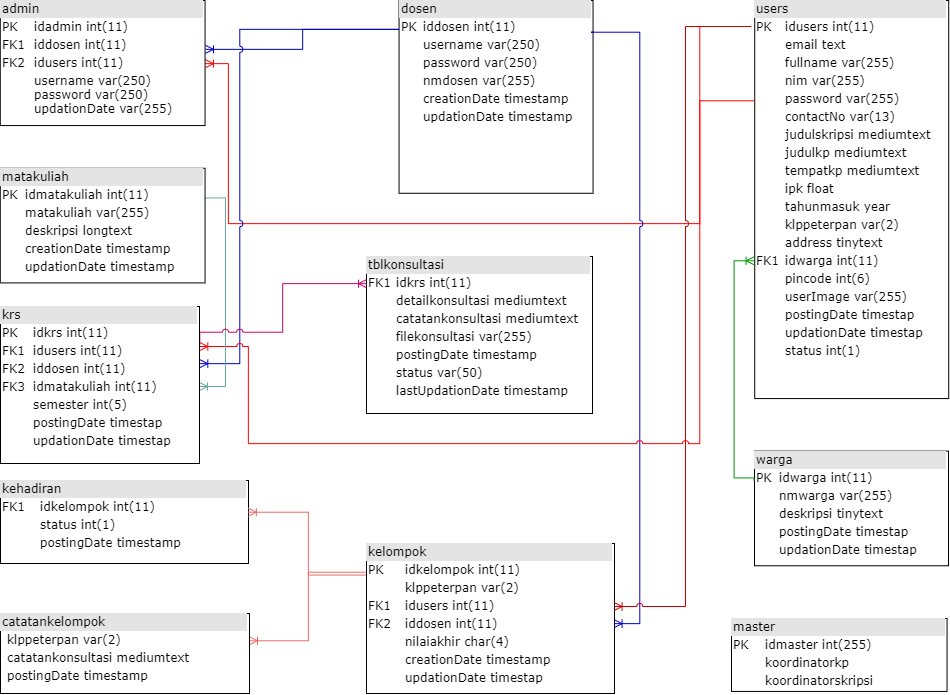 admin
PK idadmin int(11)
FK1 iddosen int(11)
FK2 idusers int(11)
username var(250)
password var(250)
updationDate var(255)
dosen
PK iddosen int(11)
username var(250)
password var(250)
nmdosen var(255)
creationDate timestamp
updationDate timestamp
users
PK idusers int(11)
email text
fullname var(255)
nim var(255)
password var(255)
contactNo var(13)
judulskripsi mediumtext
judulkp mediumtext
tempatkp mediumtext
ipk float
tahunmasuk year
klppeterpan var(2)
address tinytext
FK1 idwarga int(11)
pincode int(6)
userImage var(255)
postingDate timestap
updationDate timestap
status int(1)
matakuliah
PK idmatakuliah int(11)
matakuliah var(255)
deskripsi longtext
creationDate timestamp
updationDate timestamp
tblkonsultasi
FK1 idkrs int(11)
detailkonsultasi mediumtext
catatankonsultasi mediumtext
filekonsultasi var(255)
postingDate timestamp
status var(50)
lastUpdationDate timestamp
krs
PK idkrs int(11)
FK1 idusers int(11)
FK2 iddosen int(11)
FK3 idmatakuliah int(11)
semester int(5)
postingDate timestap
updationDate timestap
warga
PK idwarga int(11)
nmwarga var(255)
deskripsi tinytext
postingDate timestap
updationDate timestap
kehadiran
FK1 idkelompok int(11)
status int(1)
postingDate timestamp
kelompok
PK idkelompok int(11)
klppeterpan var(2)
FK1 idusers int(11)
FK2 iddosen int(11)
nilaiakhir char(4)
creationDate timestamp
updationDate timestap
catatankelompok
klppeterpan var(2)
catatankonsultasi mediumtext
postingDate timestamp
master
PK idmaster int(255)
koordinatorkp
koordinatorskripsi